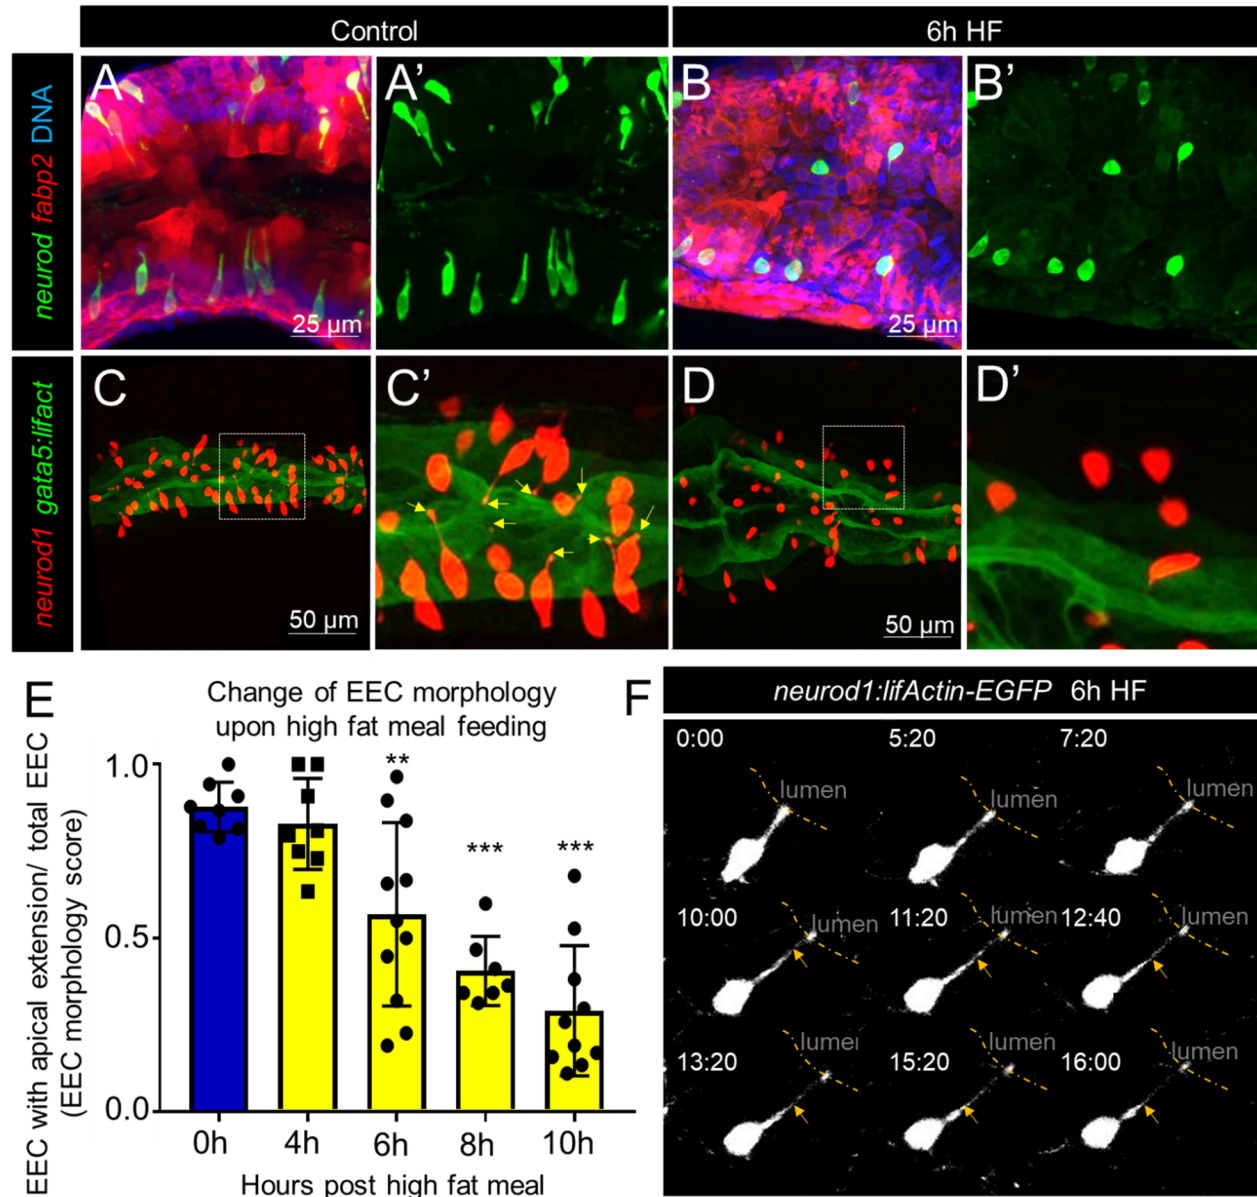 Control
6h HF
neurod fabp2 DNA
A
A’
B
B’
25 µm
25 µm
neurod1 gata5:lifact
C
C’
D
D’
50 µm
50 µm
E
Change of EEC morphology
upon high fat meal feeding
EEC with apical extension/ total EEC
(EEC morphology score)
1.0
0.5
0.0
**
***
***
0h
4h
6h
8h
10h
Hours post high fat meal
F
neurod1:lifActin-EGFP 6h HF
0:00
5:20
7:20
lumen
lumen
lumen
10:00
11:20
12:40
lumen
lumen
lumen
13:20
15:20
16:00
lumen
lumen
lumen